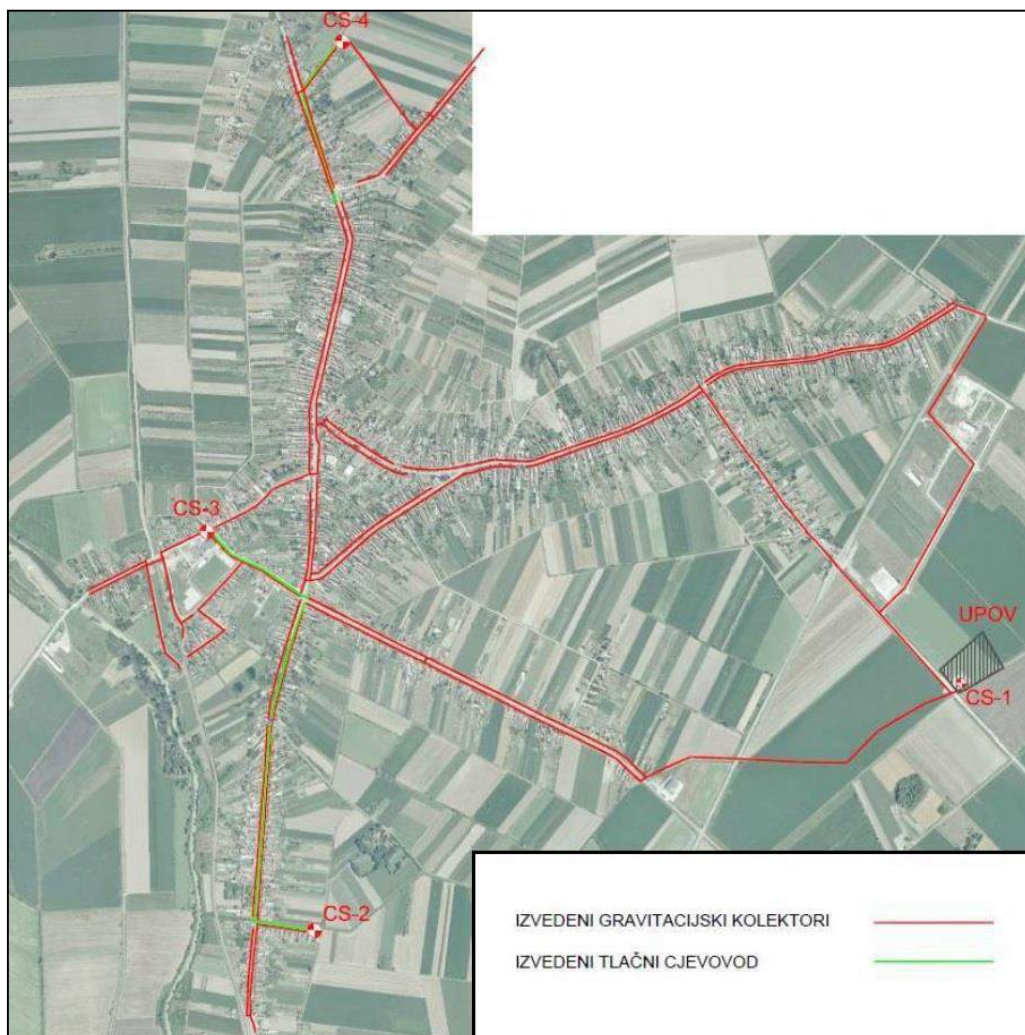 CS-4
CS-3
UPOV
CS-1
CS-2
IZVEDENI GRAVITACIJSKI KOLEKTORI
IZVEDENI TLAČNI CJEVOVOD